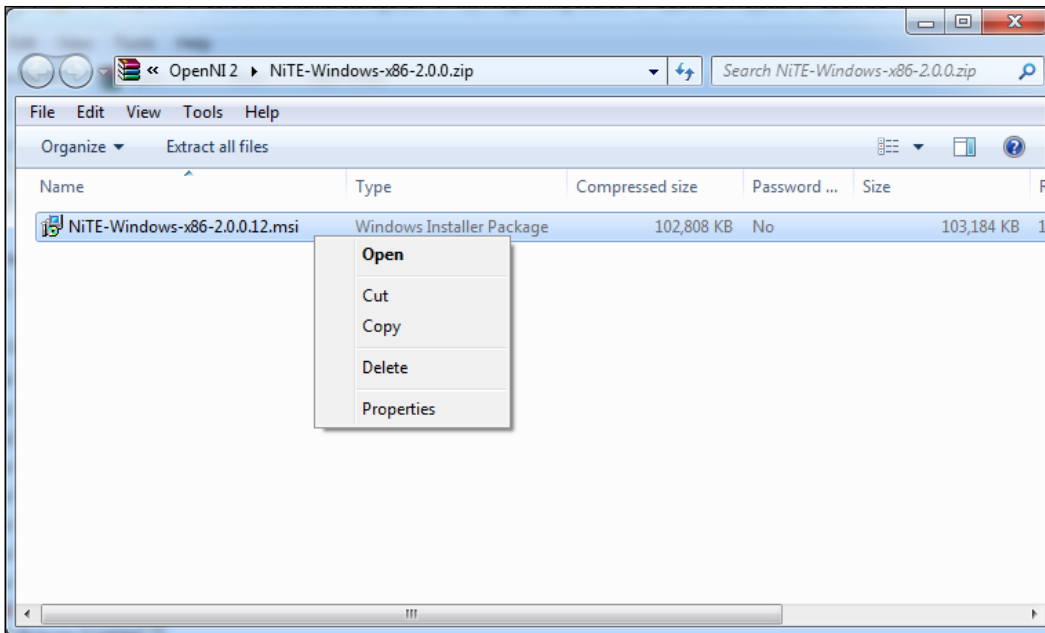 « OpenNI 2 ▸ NiTE-Windows-x86-2.0.0.zip Search NiTE-Windows-x86-2.0.0.zip
File Edit View Tools Help
Organize Extract all files
Name Type Compressed size Password ... Size
NiTE-Windows-x86-2.0.0.12.msi Windows Installer Package 102,808 KB No 103,184 KB 1
Open
Cut
Copy
Delete
Properties